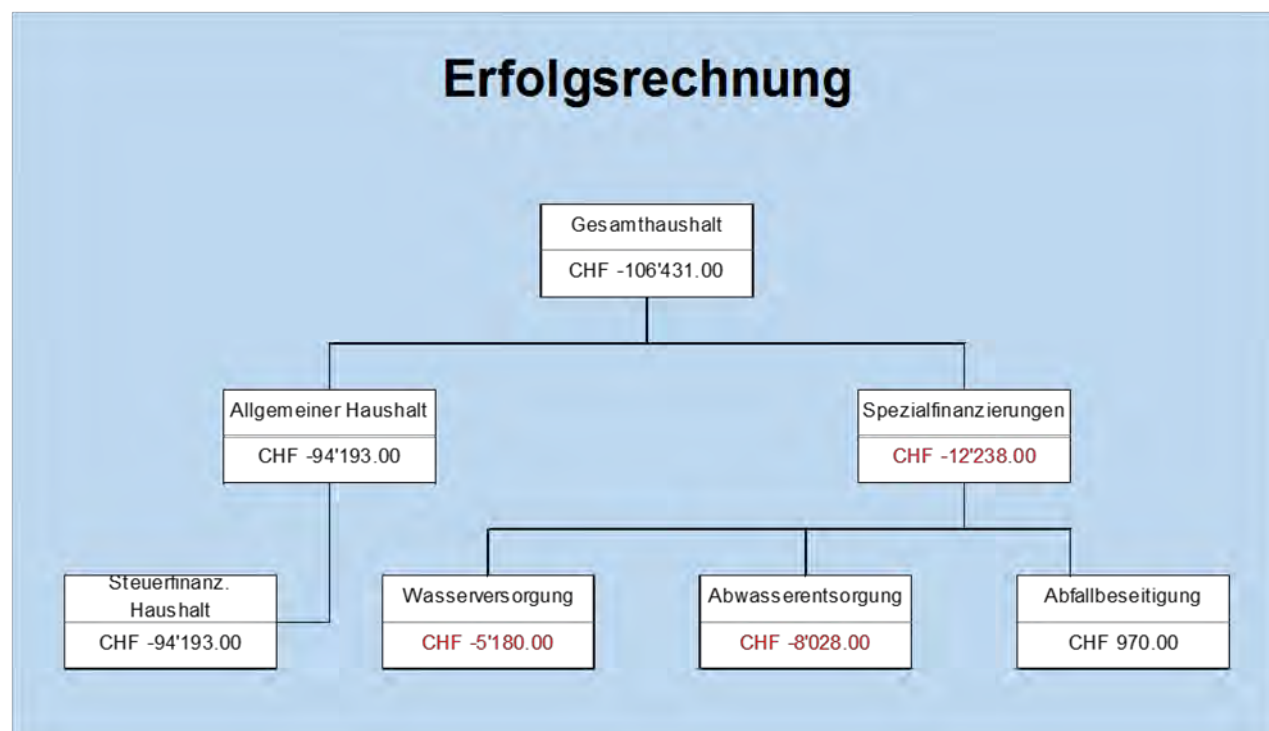 Erfolgsrechnung
Gesamthaushalt
CHF -106'431.00
Allgemeiner Haushalt
CHF -94'193.00
Spezialfinanzierungen
CHF -12'238.00
Steuerfinanz.
Haushalt
CHF -94'193.00
Wasserversorgung
CHF -5'180.00
Abwasserentsorgung
CHF -8'028.00
Abfallbeseitigung
CHF 970.00